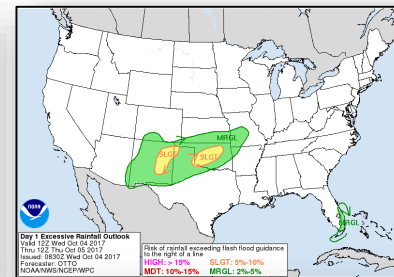 MRGL
SLGT
SLGT
MRGL
NOAA
Day 1 Excessive Rainfall Outlook
Valid 12Z Wed Oct 04 2017
Thru 12Z Thu Oct 05 2017
Issued: 0830Z Wed Oct 04 2017
Forecaster: OTTO
NOAA/NWS/NCEP/WPC
Risk of rainfall exceeding flash flood guidance
to the right of a line
HIGH: > 15% SLGT: 5%-10%
MDT: 10%-15% MRGL: 2%-5%